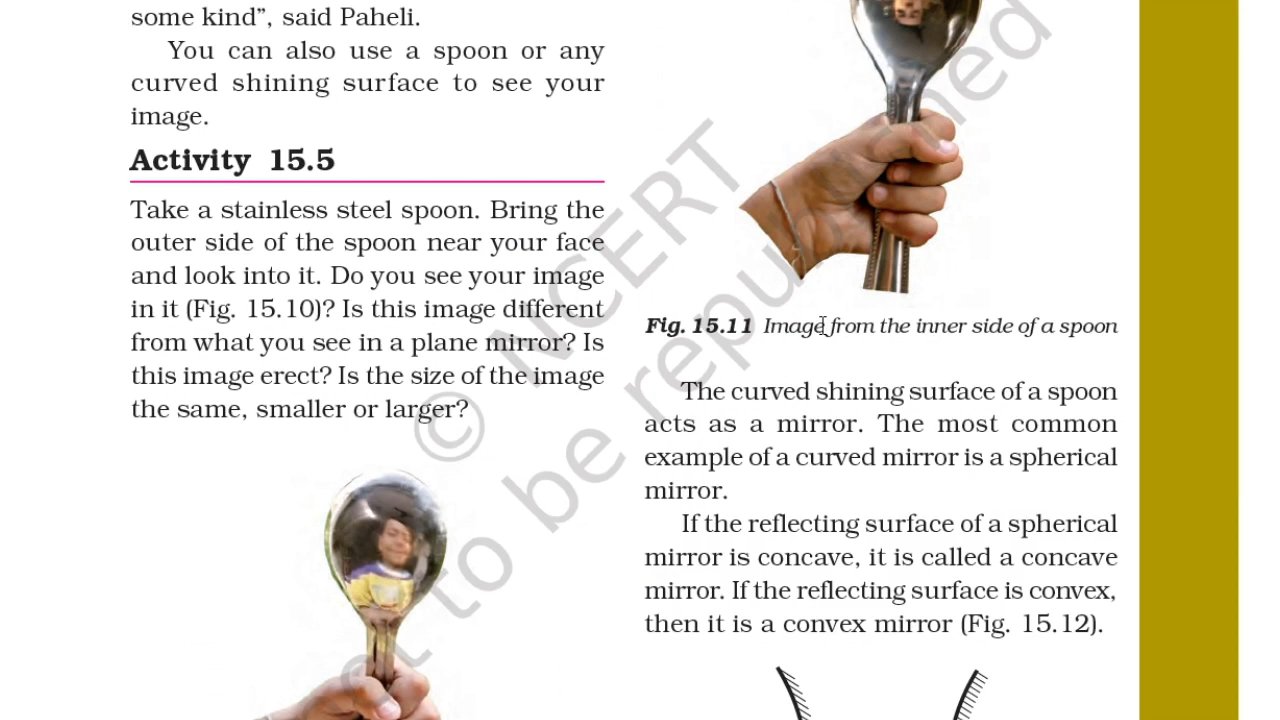 some kind”, said Paheli.
You can also use a spoon or any
curved shining surface to see your
image.
Activity 15.5
Take a stainless steel spoon. Bring the
outer side of the spoon near your face
and look into it. Do you see your image
in it (Fig. 15.10)? Is this image different
from what you see in a plane mirror? Is
this image erect? Is the size of the image
the same, smaller or larger?
Fig. 15.11 Image from the inner side of a spoon
The curved shining surface of a spoon
acts as a mirror. The most common
example of a curved mirror is a spherical
mirror.
If the reflecting surface of a spherical
mirror is concave, it is called a concave
mirror. If the reflecting surface is convex,
then it is a convex mirror (Fig. 15.12).
© NCERT
to be